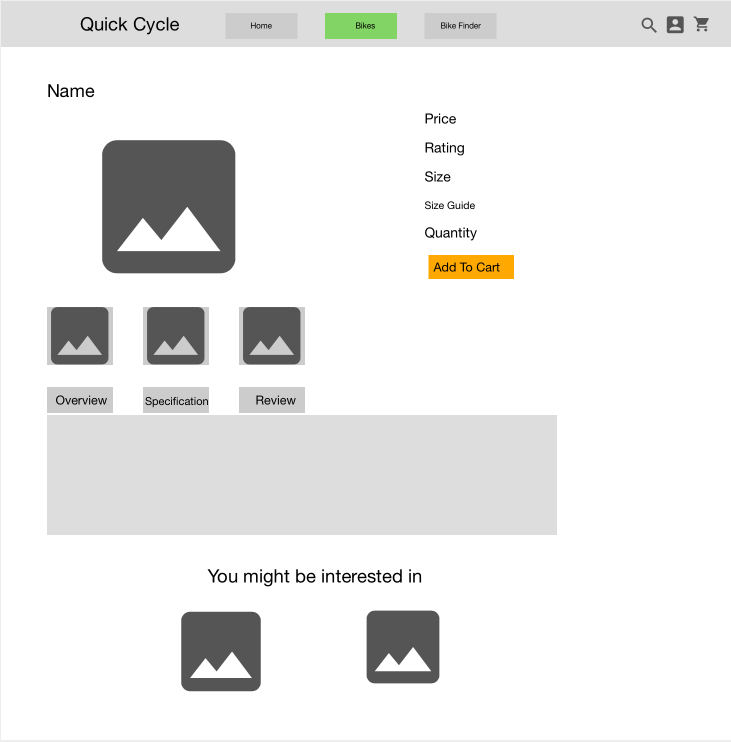 Quick Cycle
Home
Bikes
Bike Finder
Name
Price
Rating
Size
Size Guide
Quantity
Add To Cart
Overview
Specification
Review
You might be interested in